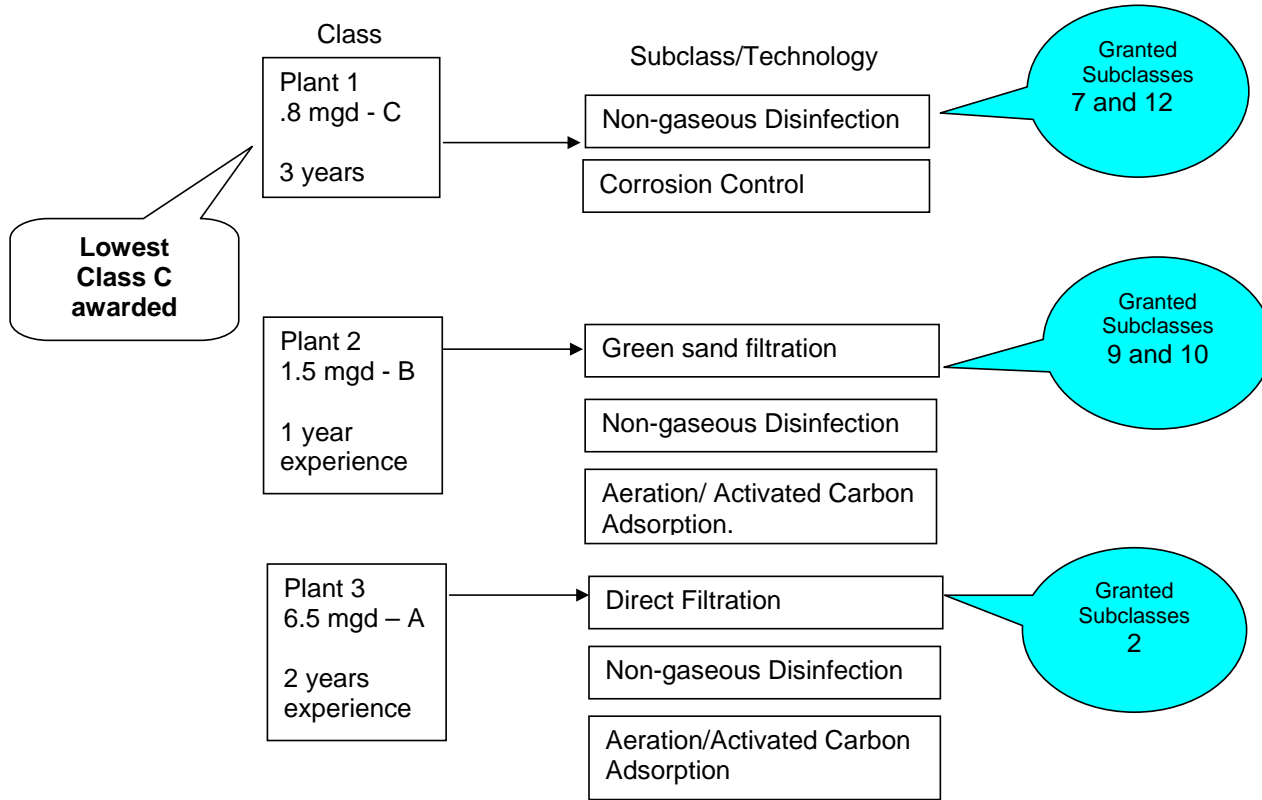 Class
Subclass/Technology
Plant 1
.8 mgd - C
3 years
Non-gaseous Disinfection
Corrosion Control
Granted
Subclasses
7 and 12
Lowest
Class C
awarded
Plant 2
1.5 mgd - B
1 year
experience
Green sand filtration
Non-gaseous Disinfection
Aeration/ Activated Carbon
Adsorption.
Granted
Subclasses
9 and 10
Plant 3
6.5 mgd – A
2 years
experience
Direct Filtration
Non-gaseous Disinfection
Aeration/Activated Carbon
Adsorption
Granted
Subclasses
2